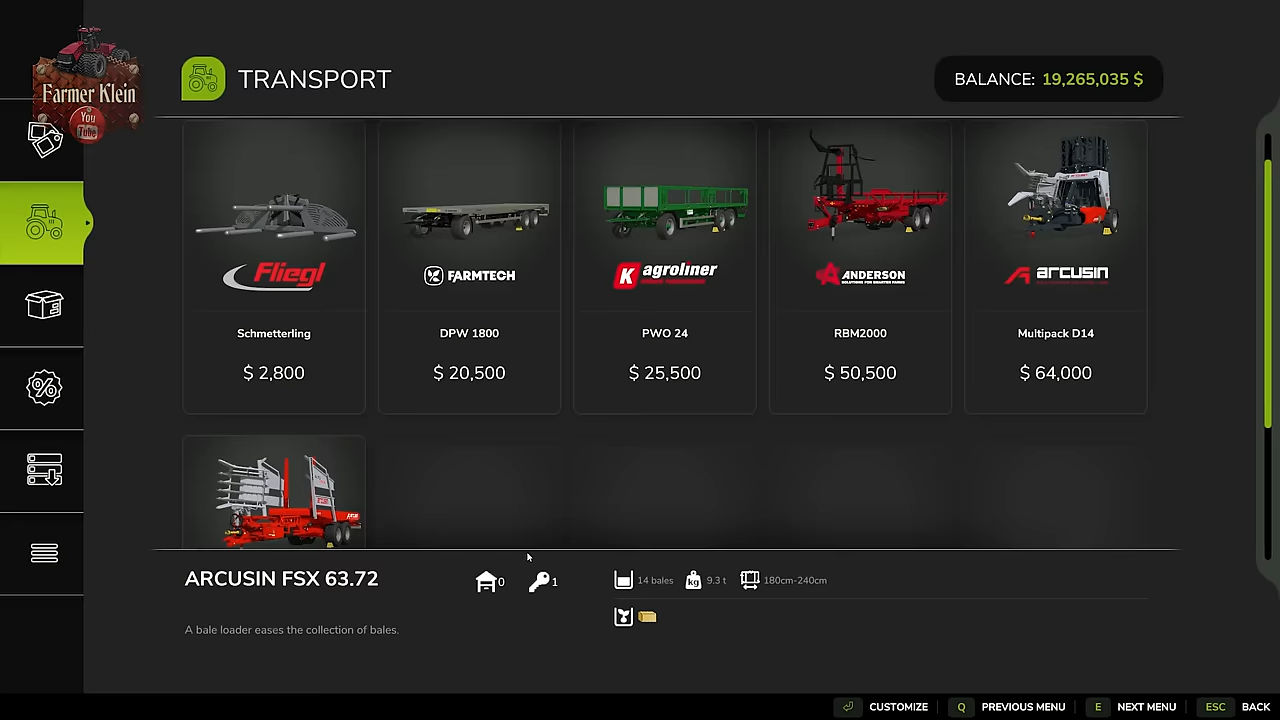 Farmer Klein
You
Tube
TRANSPORT
BALANCE: 19,265,035 $
Fliegl
FARMTECH
K agroliner
ANDERSON
arcusin
Schmetterling
DPW 1800
PWO 24
RBM2000
Multipack D14
$ 2,800
$ 20,500
$ 25,500
$ 50,500
$ 64,000
ARCUSIN FSX 63.72
0
1
14 bales
kg 9.3 t
180cm-240cm
A bale loader eases the collection of bales.
CUSTOMIZE
Q PREVIOUS MENU
E NEXT MENU
ESC BACK